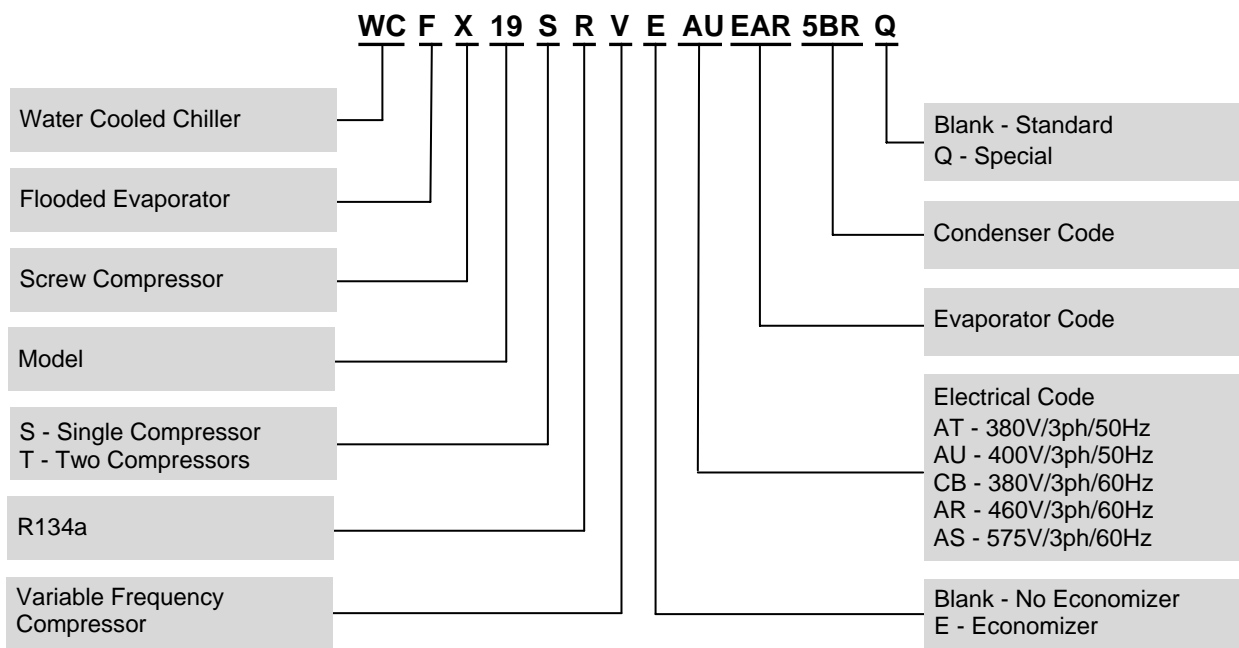 WC F X 19 S R V E AU EAR 5BR Q
Water Cooled Chiller
Flooded Evaporator
Screw Compressor
Model
S - Single Compressor
T - Two Compressors
R134a
Variable Frequency
Compressor
Blank - Standard
Q - Special
Condenser Code
Evaporator Code
Electrical Code
AT - 380V/3ph/50Hz
AU - 400V/3ph/50Hz
CB - 380V/3ph/60Hz
AR - 460V/3ph/60Hz
AS - 575V/3ph/60Hz
Blank - No Economizer
E - Economizer